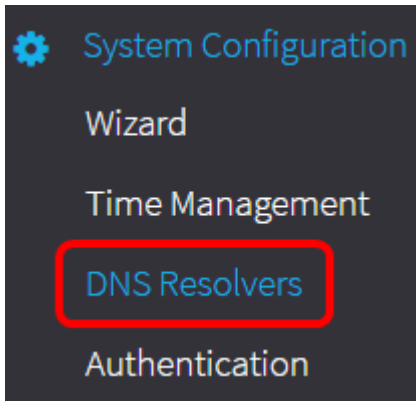 System Configuration
Wizard
Time Management
DNS Resolvers
Authentication